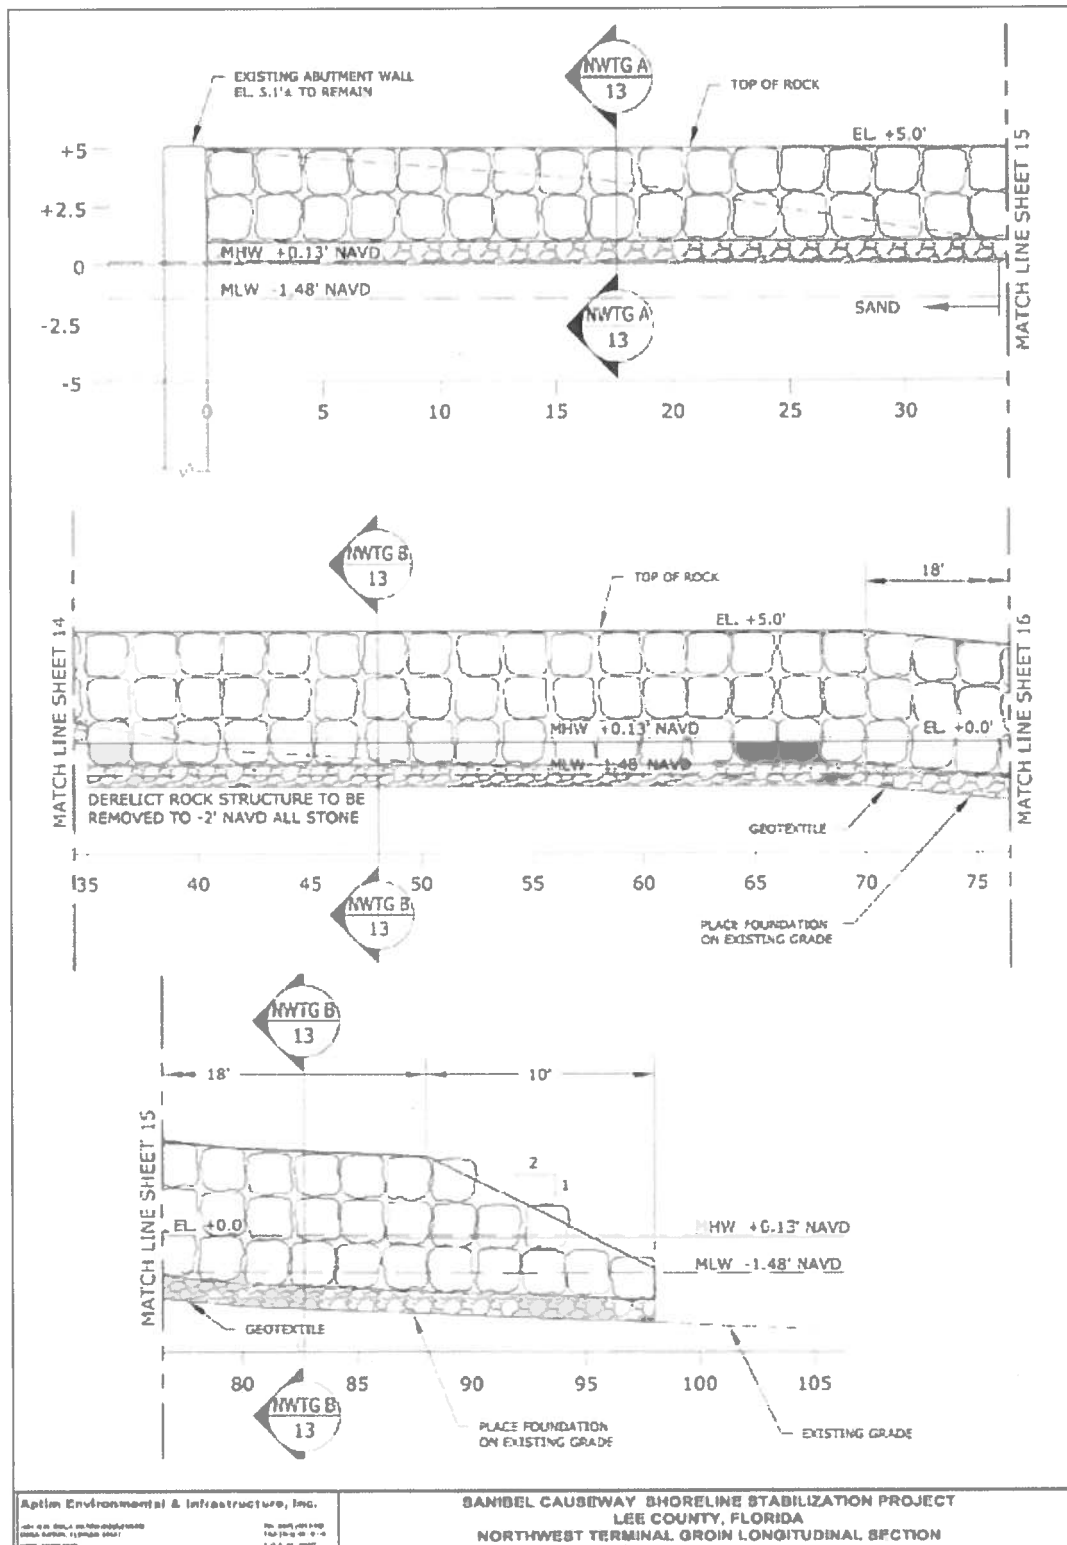 EXISTING ABUTMENT WALL
EL. 5.1'± TO REMAIN
NWTG A
13
TOP OF ROCK
EL. +5.0'
+5
+2.5
0
-2.5
-5
MHW +0.13' NAVD
MLW -1.48' NAVD
NWTG A
13
SAND
MATCH LINE SHEET 15
0 5 10 15 20 25 30
NWTG B
13
TOP OF ROCK
18'
EL. +5.0'
MATCH LINE SHEET 14
MHW +0.13' NAVD
EL. +0.0'
MLW -1.48' NAVD
MATCH LINE SHEET 16
DERELICT ROCK STRUCTURE TO BE
REMOVED TO -2' NAVD ALL STONE
GEOTEXTILE
35 40 45 50 55 60 65 70 75
NWTG B
13
PLACE FOUNDATION
ON EXISTING GRADE
NWTG B
13
18'
10'
MATCH LINE SHEET 15
2
1
EL. +0.0'
MHW +0.13' NAVD
MLW -1.48' NAVD
GEOTEXTILE
80 85 90 95 100 105
NWTG B
13
PLACE FOUNDATION
ON EXISTING GRADE
EXISTING GRADE
Aptim Environmental & Infrastructure, Inc.
SANIBEL CAUSEWAY SHORELINE STABILIZATION PROJECT
LEE COUNTY, FLORIDA
NORTHWEST TERMINAL GROIN LONGITUDINAL SECTION